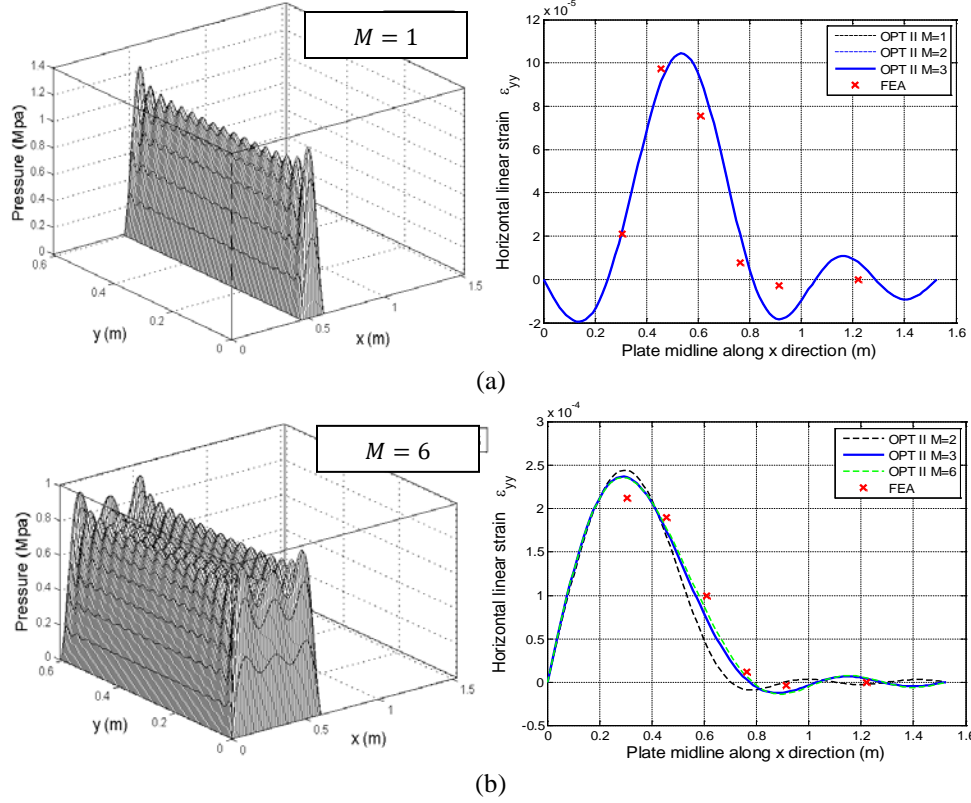 M = 1
Pressure (Mpa)
1.4
1.2
1
0.8
0.6
0.4
0.2
0
0.6
0.4
0.2
0
y (m)
0
0.5
1
1.5
x (m)
x 10⁻⁵
OPT II M=1
OPT II M=2
OPT II M=3
FEA
Horizontal linear strain ε_yy
12
10
8
6
4
2
0
-2
0 0.2 0.4 0.6 0.8 1 1.2 1.4 1.6
Plate midline along x direction (m)
(a)
M = 6
Pressure (Mpa)
1
0.8
0.6
0.4
0.2
0
0.6
0.4
0.2
0
y (m)
0
0.5
1
1.5
x (m)
x 10⁻⁴
OPT II M=2
OPT II M=3
OPT II M=6
FEA
Horizontal linear strain ε_yy
3
2.5
2
1.5
1
0.5
0
-0.5
0 0.2 0.4 0.6 0.8 1 1.2 1.4 1.6
Plate midline along x direction (m)
(b)